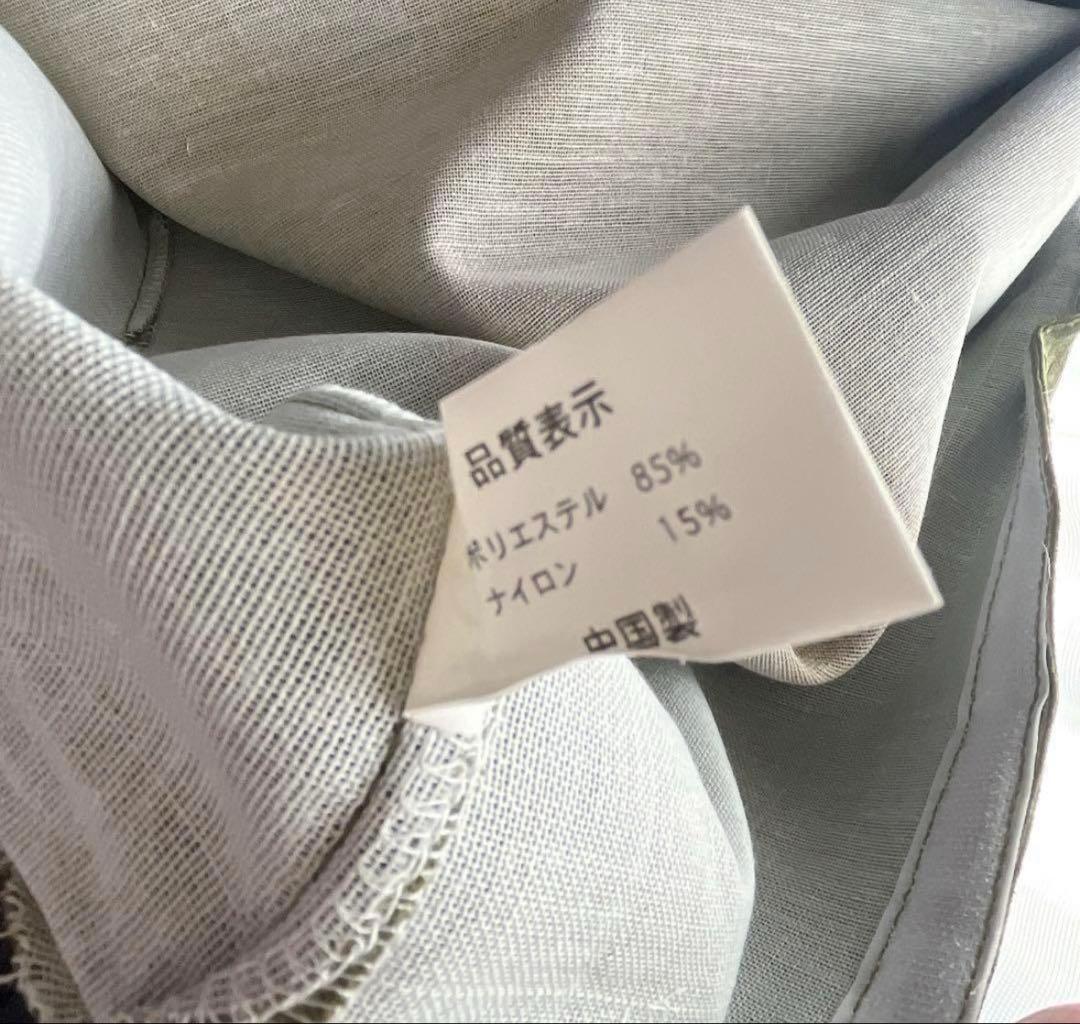 品質表示
ポリエステル 85%
ナイロン 15%
中国製